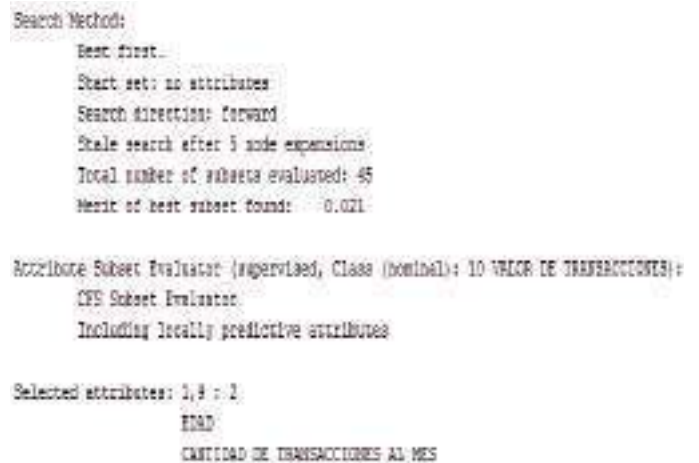 Search Method:
Best first.
Start set: no attributes
Search direction: forward
Stale search after 5 node expansions
Total number of subsets evaluated: 45
Merit of best subset found: 0.021
Attribute Subset Evaluator (supervised, Class (nominal): 10 VALOR DE TRANSACCIONES):
CFS Subset Evaluator
Including locally predictive attributes
Selected attributes: 1,9 : 2
EDAD
CANTIDAD DE TRANSACCIONES AL MES